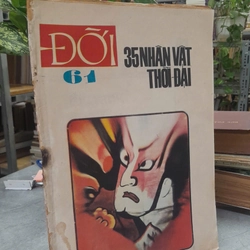 ĐỜI
61
35 NHÂN VẬT
THỜI ĐẠI